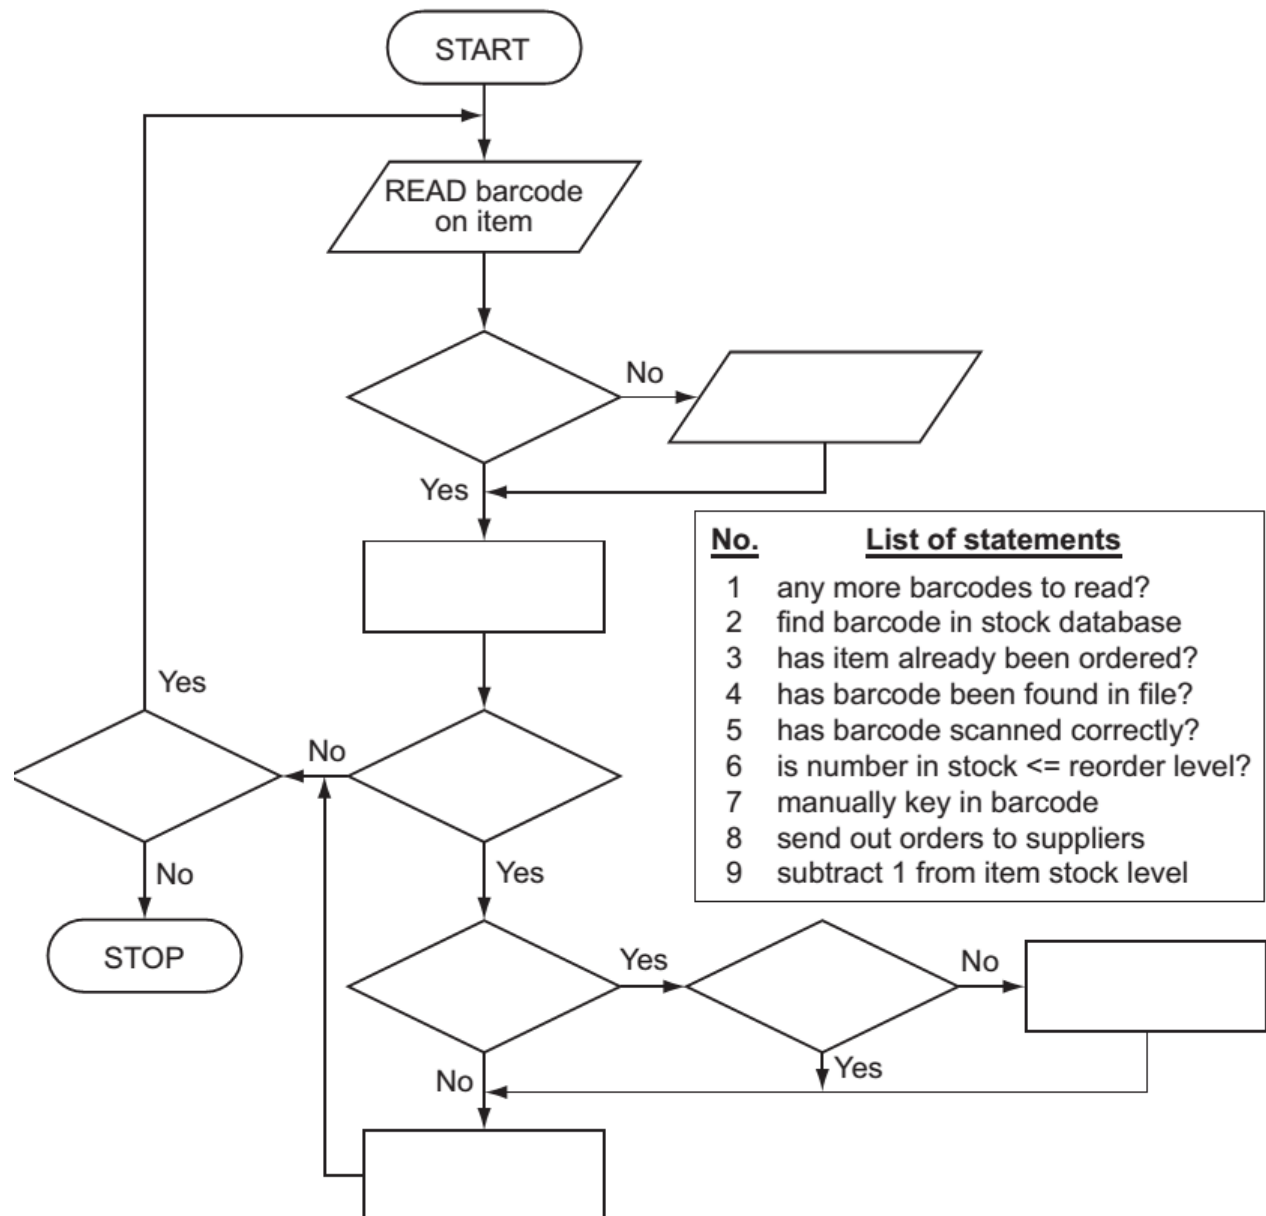 START
READ barcode
on item
No
Yes
No. List of statements
1 any more barcodes to read?
2 find barcode in stock database
3 has item already been ordered?
4 has barcode been found in file?
5 has barcode scanned correctly?
6 is number in stock <= reorder level?
7 manually key in barcode
8 send out orders to suppliers
9 subtract 1 from item stock level
Yes
No
No
Yes
STOP
Yes
No
No
Yes